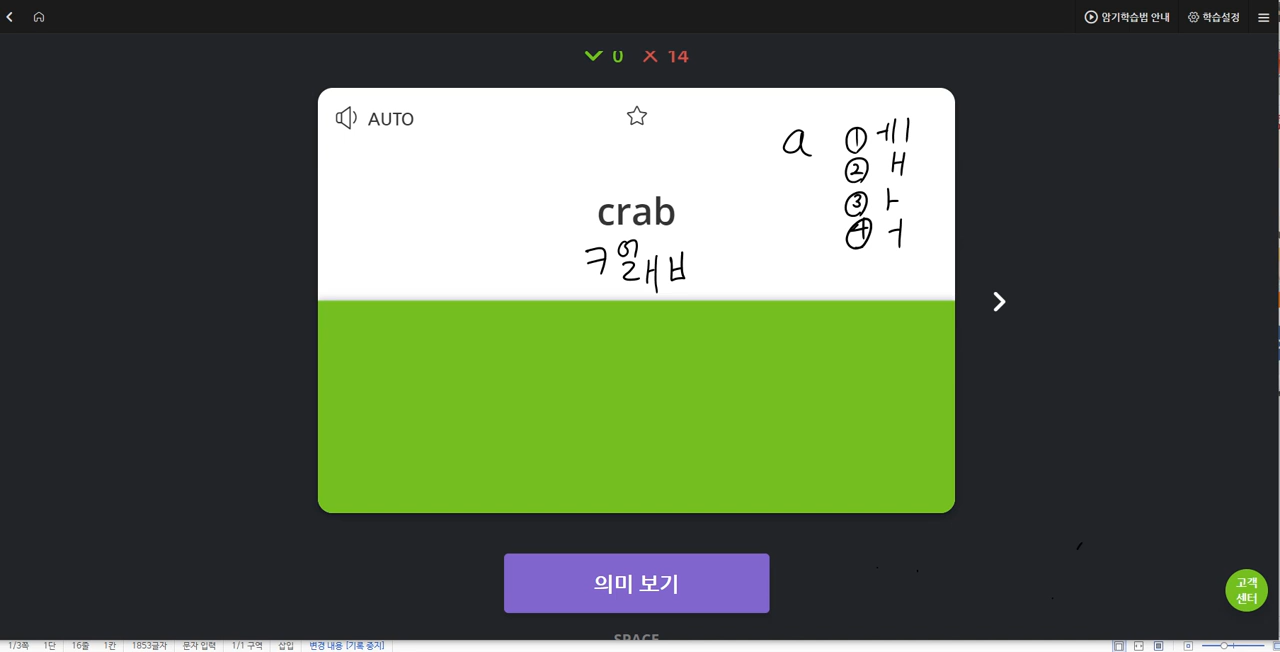 암기학습법 안내 학습설정
0 14
AUTO
a ① ㅔㅣ
② ㅐ
③ ㅏ
④ ㅓ
crab
의미 보기
고객
센터
SPACE
1/3쪽 1단 16줄 1칸 1853글자 문자 입력 1/1 구역 삽입 변경 내용 [기록 중지]